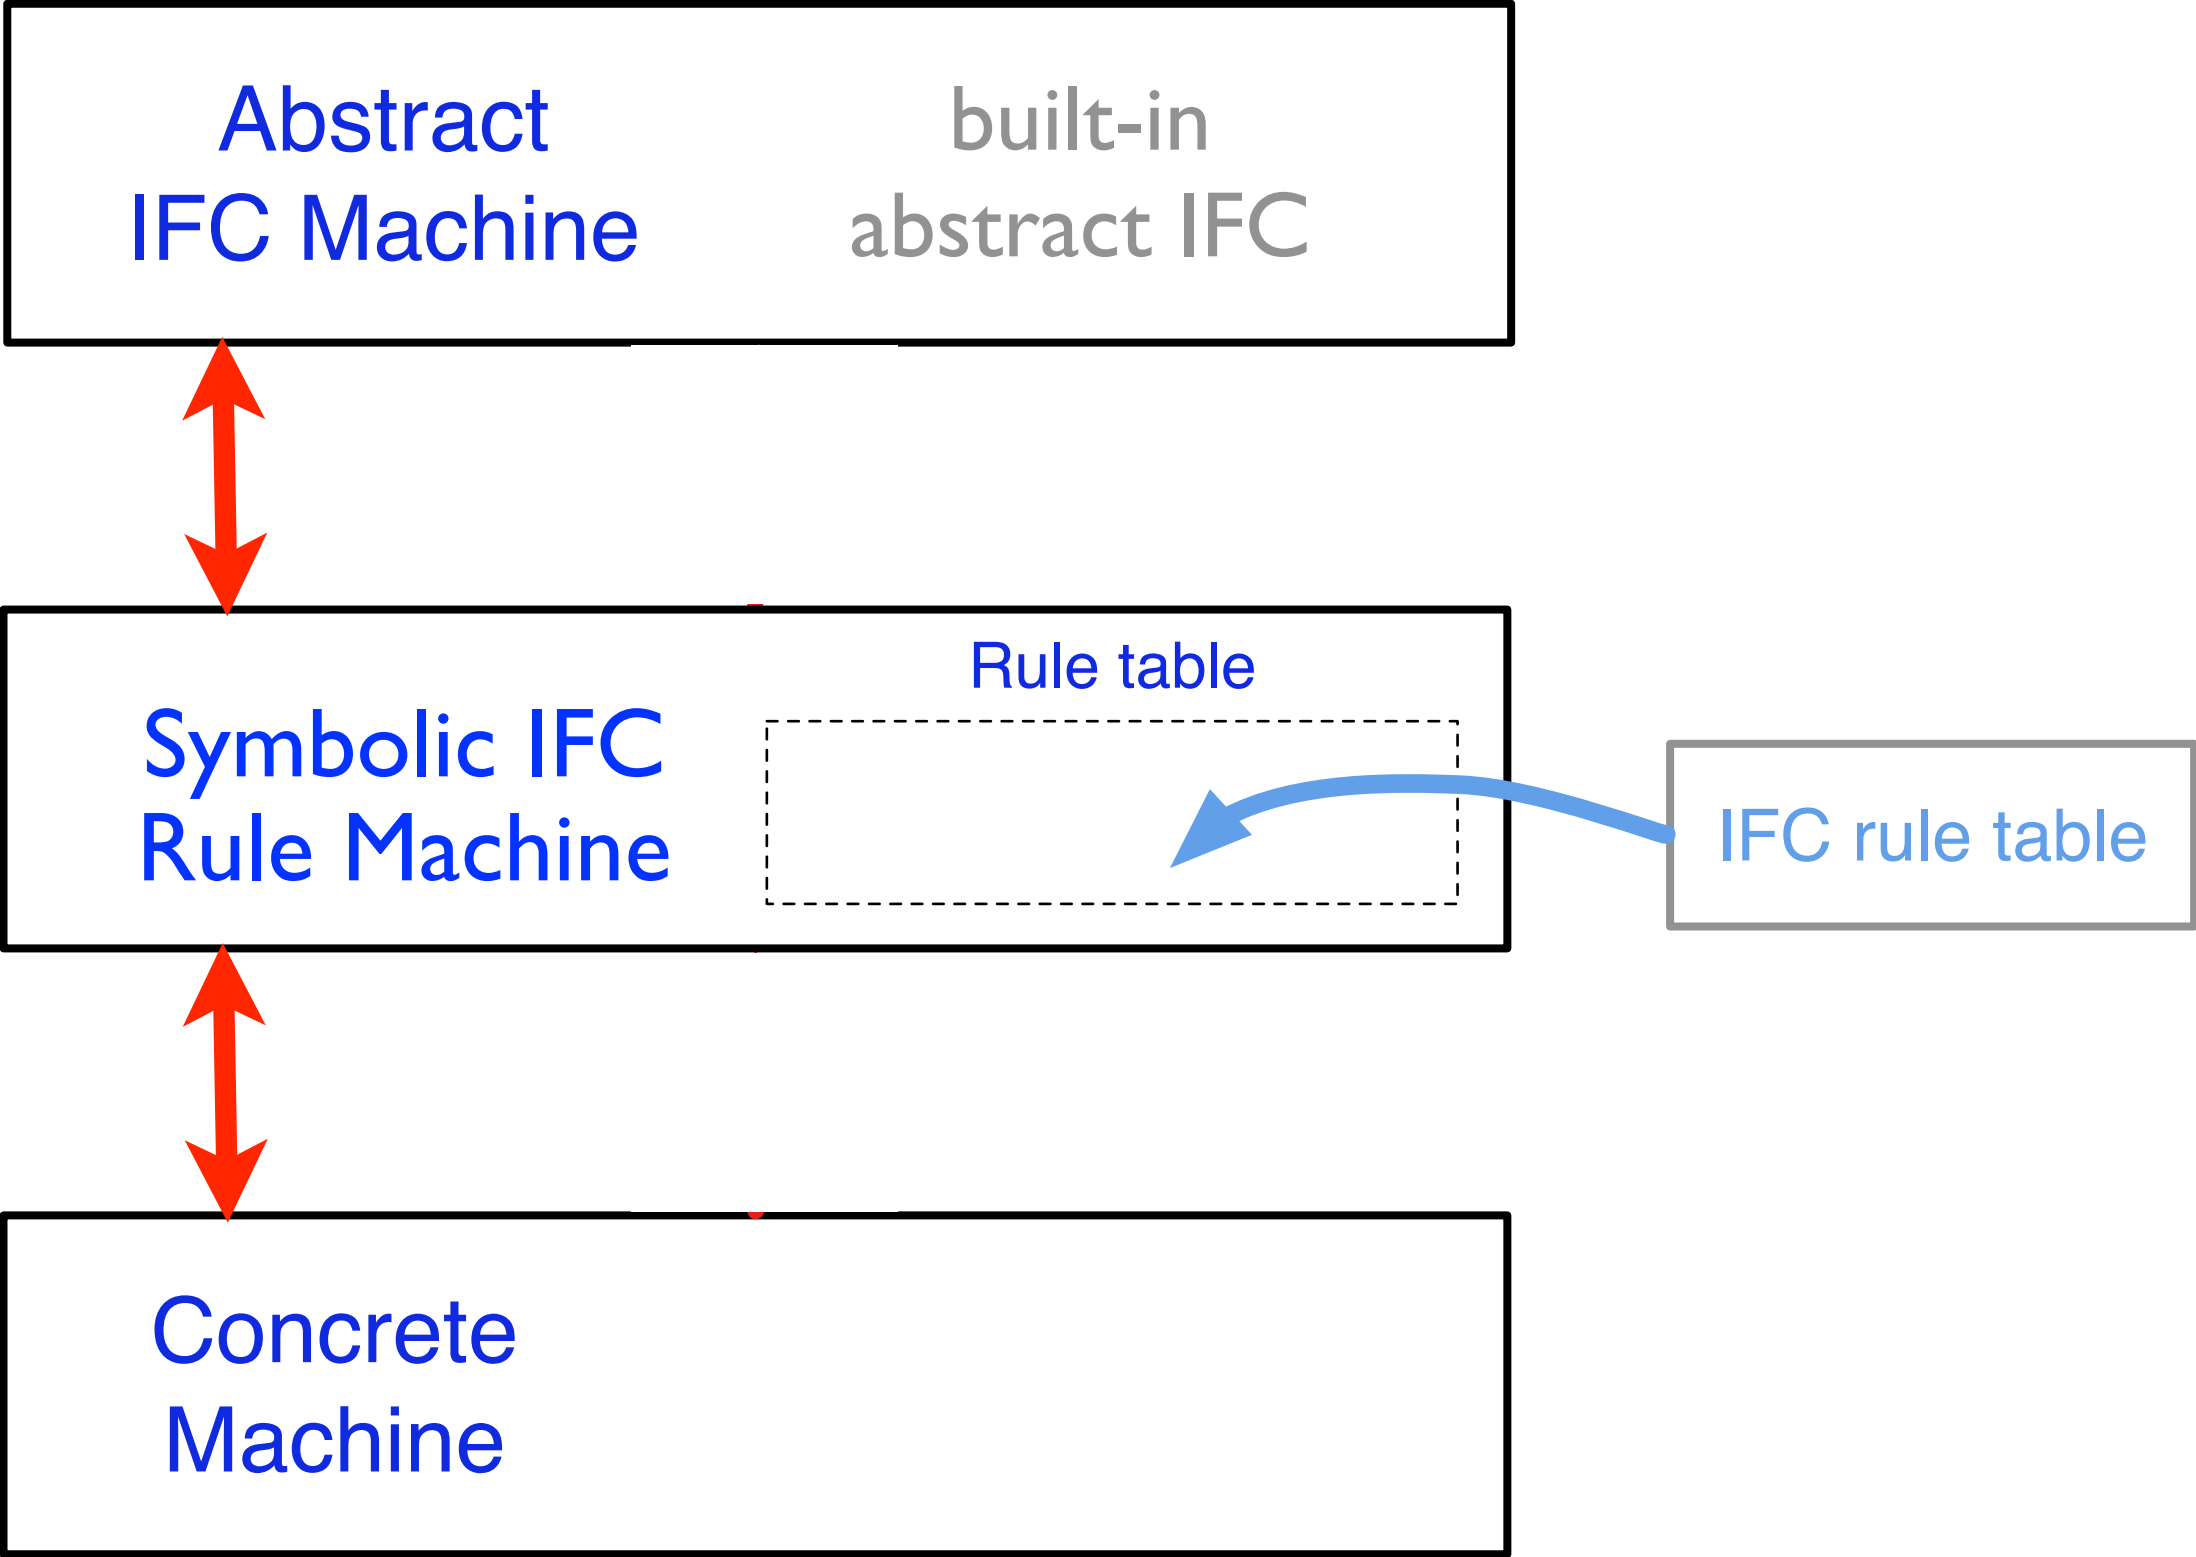 Abstract
IFC Machine
built-in
abstract IFC
Rule table
Symbolic IFC
Rule Machine
IFC rule table
Concrete
Machine